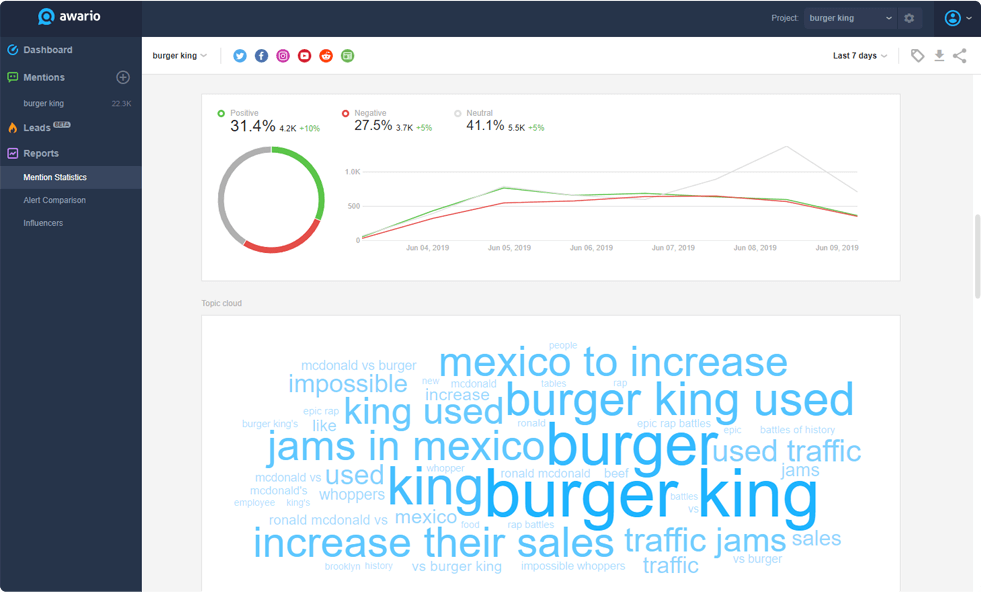 awario
Project: burger king
Dashboard
burger king
Last 7 days
Mentions
burger king 22.3K
Leads BETA
Reports
Mention Statistics
Alert Comparison
Influencers
Positive
31.4% 4.2K +10%
Negative
27.5% 3.7K +5%
Neutral
41.1% 5.5K +5%
1.0K
500
0
Jun 04, 2019 Jun 05, 2019 Jun 06, 2019 Jun 07, 2019 Jun 08, 2019 Jun 09, 2019
Topic cloud
people
mcdonald vs burger
mexico to increase
impossible
new
mcdonald
tables
rap
increase
burger king used
epic rap
king used
burger king's
like
ronald
epic rap battles
epic
battles of history
jams in mexico
burger
used traffic
mcdonald vs
used
whopper
ronald mcdonald
beef
jams
mcdonald's
whoppers
king
burger king
battles
employee
king's
vs
ronald mcdonald vs
mexico
food
rap battles
increase their sales
traffic jams
sales
brooklyn
history
vs burger king
impossible whoppers
traffic
vs burger